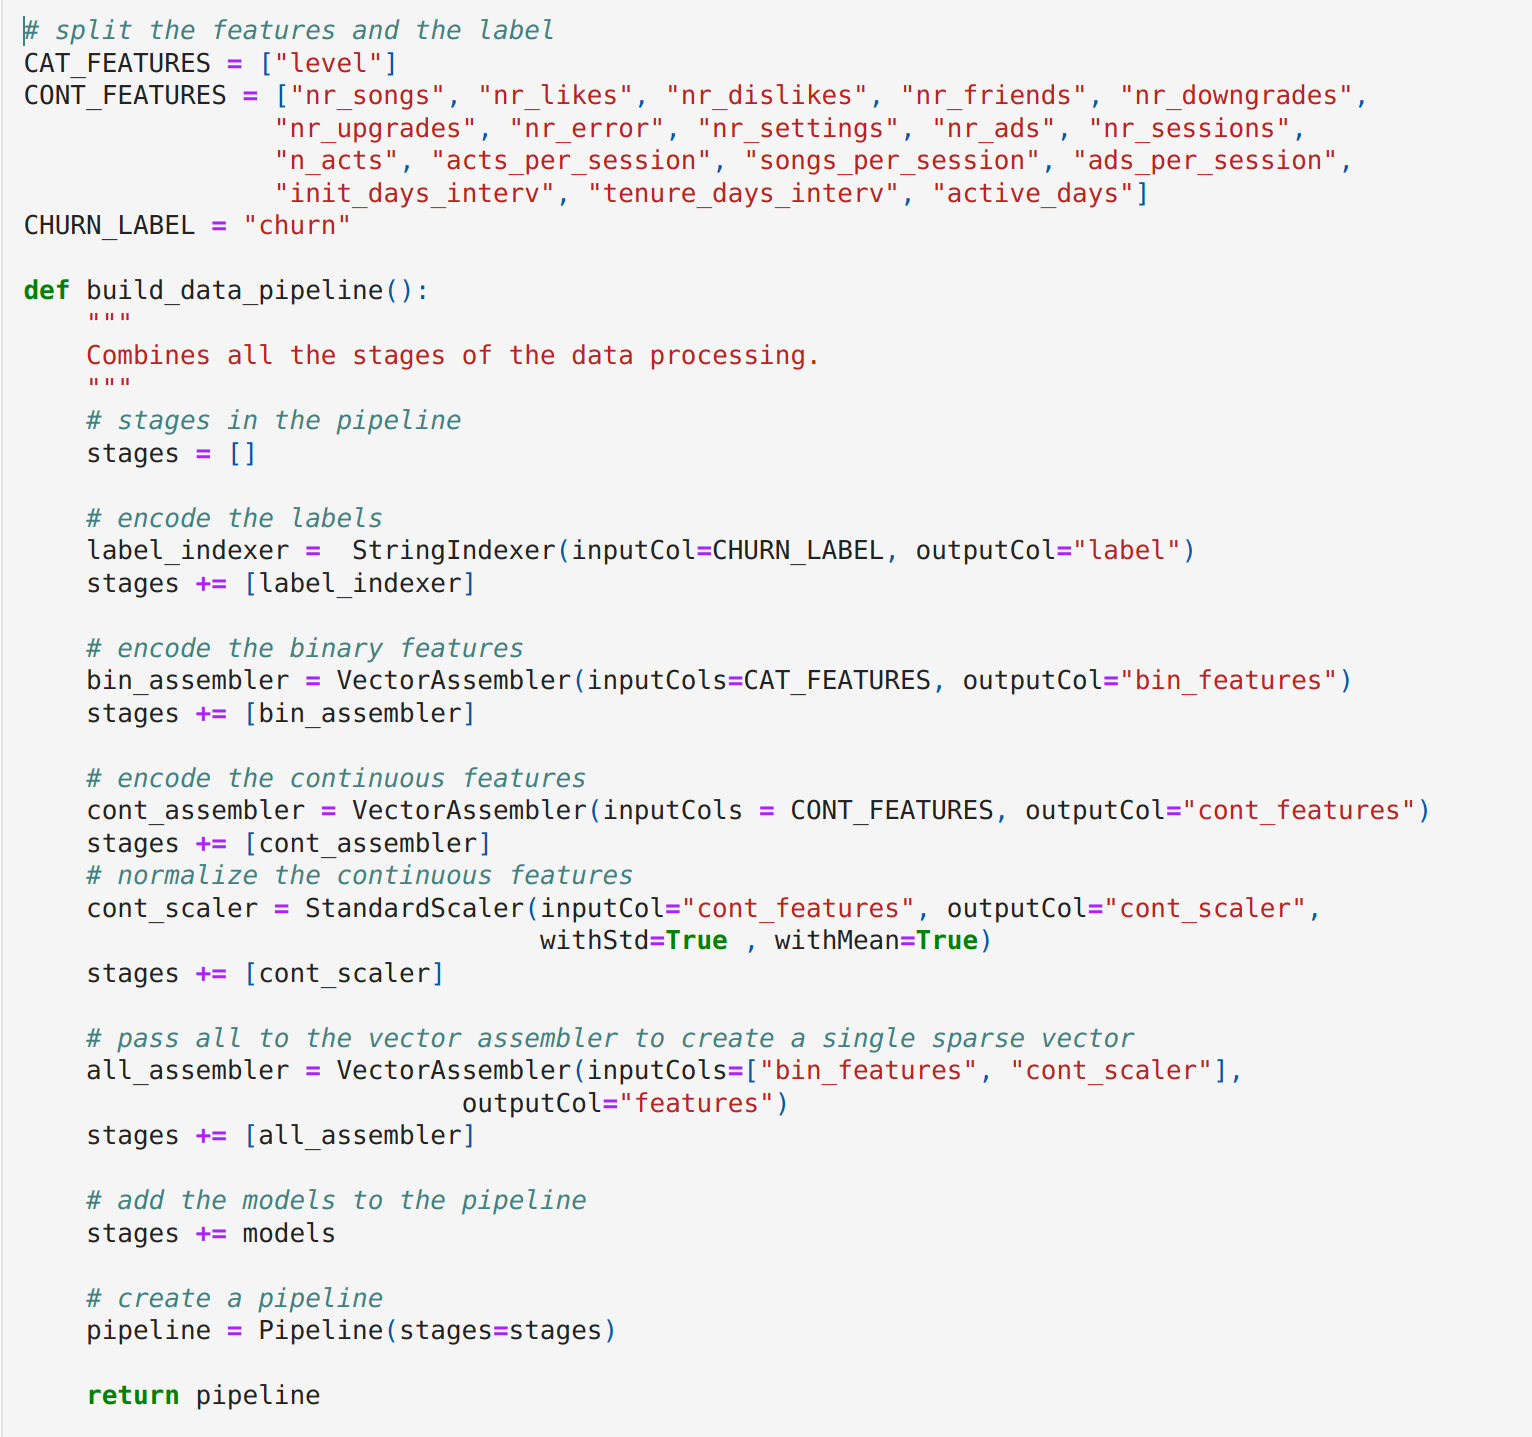 # split the features and the label
CAT_FEATURES = ["level"]
CONT_FEATURES = ["nr_songs", "nr_likes", "nr_dislikes", "nr_friends", "nr_downgrades",
                "nr_upgrades", "nr_error", "nr_settings", "nr_ads", "nr_sessions",
                "n_acts", "acts_per_session", "songs_per_session", "ads_per_session",
                "init_days_interv", "tenure_days_interv", "active_days"]
CHURN_LABEL = "churn"

def build_data_pipeline():
    """
    Combines all the stages of the data processing.
    """
    # stages in the pipeline
    stages = []

    # encode the labels
    label_indexer =  StringIndexer(inputCol=CHURN_LABEL, outputCol="label")
    stages += [label_indexer]

    # encode the binary features
    bin_assembler = VectorAssembler(inputCols=CAT_FEATURES, outputCol="bin_features")
    stages += [bin_assembler]

    # encode the continuous features
    cont_assembler = VectorAssembler(inputCols = CONT_FEATURES, outputCol="cont_features")
    stages += [cont_assembler]
    # normalize the continuous features
    cont_scaler = StandardScaler(inputCol="cont_features", outputCol="cont_scaler",
                                 withStd=True , withMean=True)
    stages += [cont_scaler]

    # pass all to the vector assembler to create a single sparse vector
    all_assembler = VectorAssembler(inputCols=["bin_features", "cont_scaler"],
                            outputCol="features")
    stages += [all_assembler]

    # add the models to the pipeline
    stages += models

    # create a pipeline
    pipeline = Pipeline(stages=stages)

    return pipeline